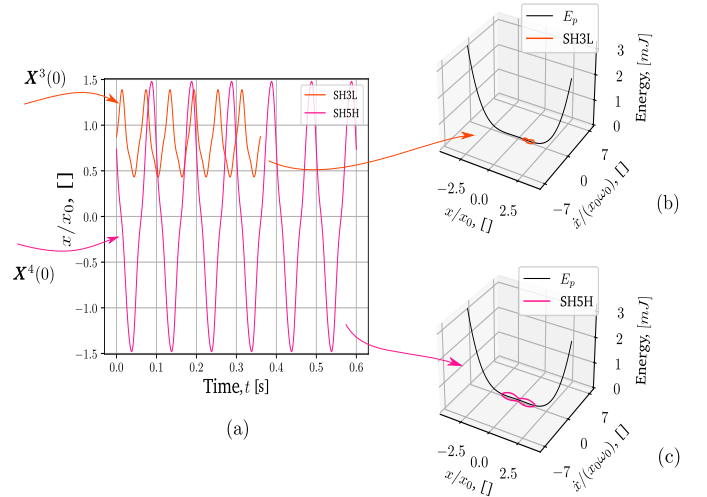 X³(0)
X⁴(0)
x/x₀, []
1.5
1.0
0.5
0.0
−0.5
−1.0
−1.5
SH3L
SH5H
0.0 0.1 0.2 0.3 0.4 0.5 0.6
Time, t [s]
(a)
Eₚ
SH3L
3
2
1
0
Energy, [mJ]
−2.5 0.0 2.5
x/x₀, []
−7 0 7
ẋ/(x₀ω₀), []
(b)
Eₚ
SH5H
3
2
1
0
Energy, [mJ]
−2.5 0.0 2.5
x/x₀, []
−7 0 7
ẋ/(x₀ω₀), []
(c)